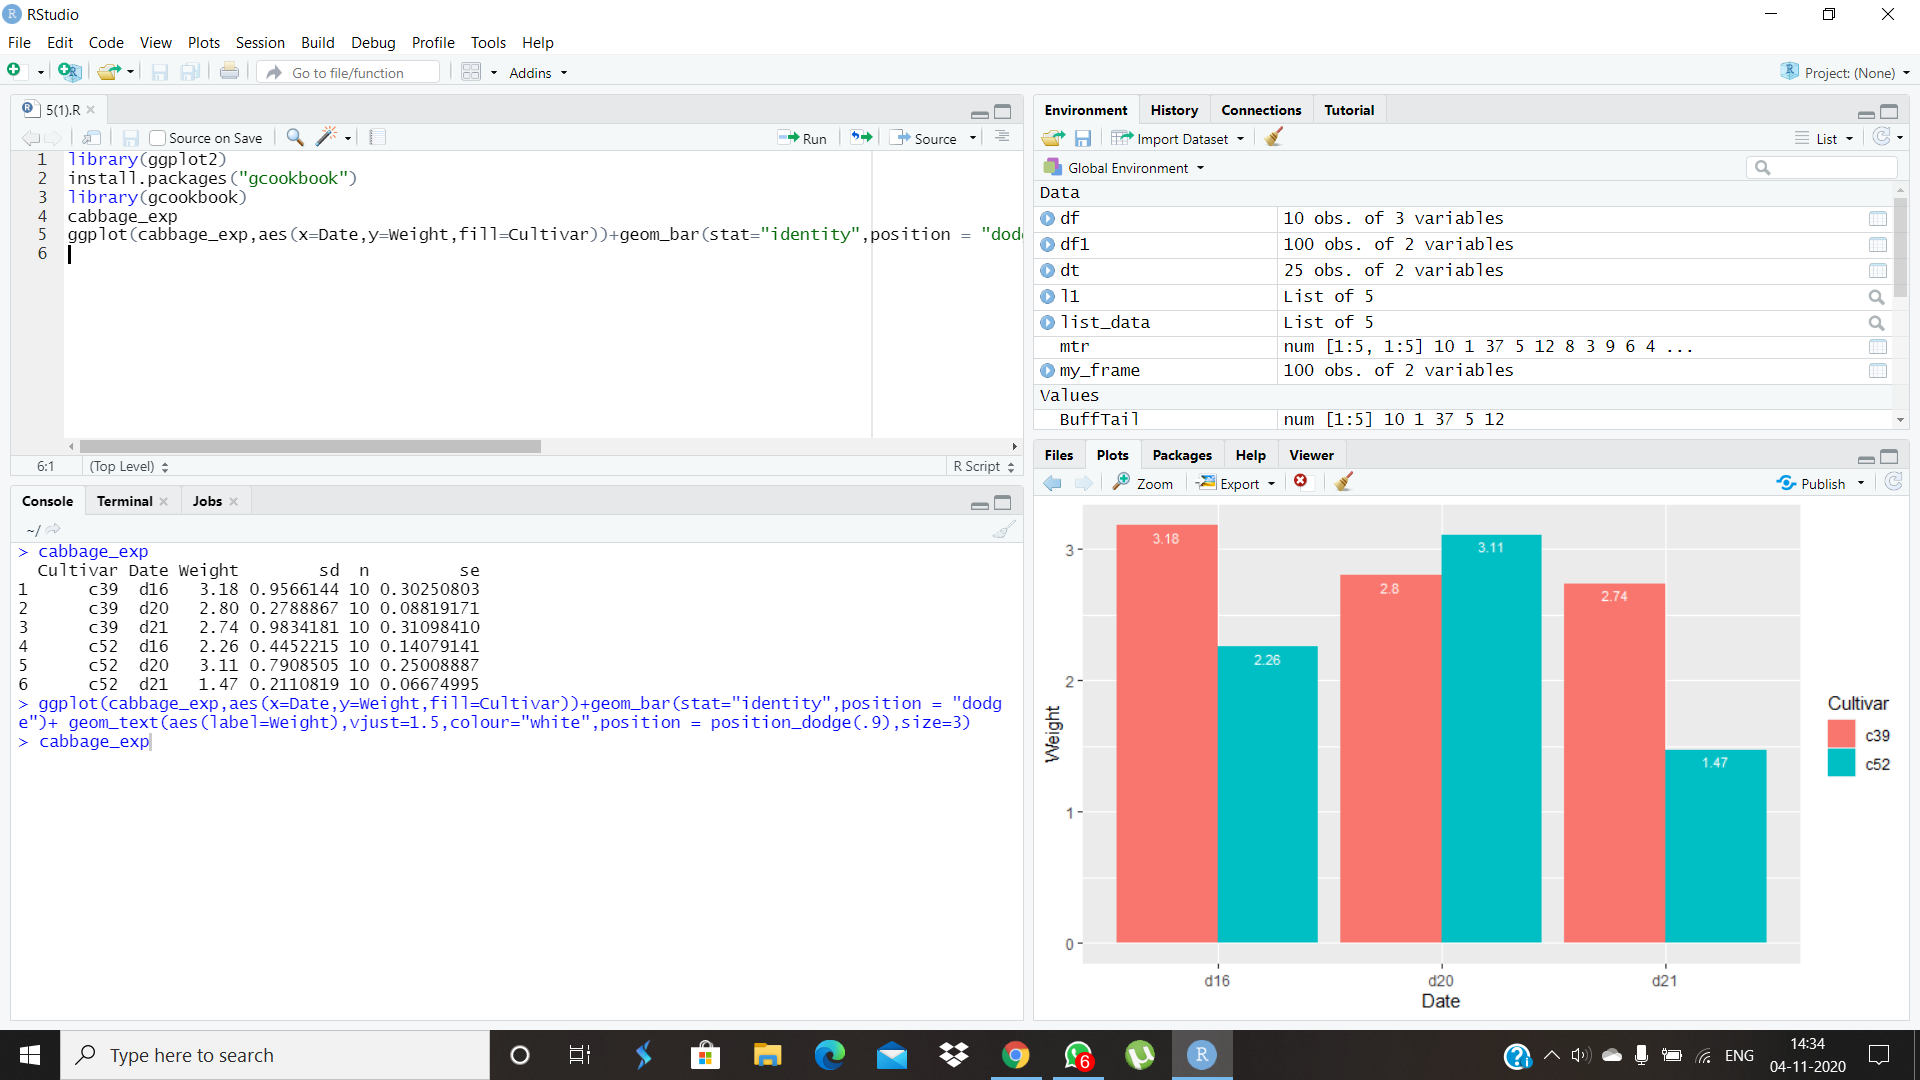 RStudio
File Edit Code View Plots Session Build Debug Profile Tools Help
Go to file/function Addins Project: (None)
5(1).R
Source on Save Run Source
1 library(ggplot2)
2 install.packages("gcookbook")
3 library(gcookbook)
4 cabbage_exp
5 ggplot(cabbage_exp,aes(x=Date,y=Weight,fill=Cultivar))+geom_bar(stat="identity",position = "dod
6
6:1 (Top Level) R Script
Console Terminal Jobs
~/
> cabbage_exp
Cultivar Date Weight sd n se
1 c39 d16 3.18 0.9566144 10 0.30250803
2 c39 d20 2.80 0.2788867 10 0.08819171
3 c39 d21 2.74 0.9834181 10 0.31098410
4 c52 d16 2.26 0.4452215 10 0.14079141
5 c52 d20 3.11 0.7908505 10 0.25008887
6 c52 d21 1.47 0.2110819 10 0.06674995
> ggplot(cabbage_exp,aes(x=Date,y=Weight,fill=Cultivar))+geom_bar(stat="identity",position = "dodg
e")+ geom_text(aes(label=Weight),vjust=1.5,colour="white",position = position_dodge(.9),size=3)
> cabbage_exp
Environment History Connections Tutorial
Import Dataset List
Global Environment
Data
df 10 obs. of 3 variables
df1 100 obs. of 2 variables
dt 25 obs. of 2 variables
l1 List of 5
list_data List of 5
mtr num [1:5, 1:5] 10 1 37 5 12 8 3 9 6 4 ...
my_frame 100 obs. of 2 variables
Values
BuffTail num [1:5] 10 1 37 5 12
Files Plots Packages Help Viewer
Zoom Export Publish
3
2
1
0
Weight
3.18
2.26
2.8
3.11
2.74
1.47
d16 d20 d21
Date
Cultivar
c39
c52
Type here to search
6
R
ENG
14:34
04-11-2020